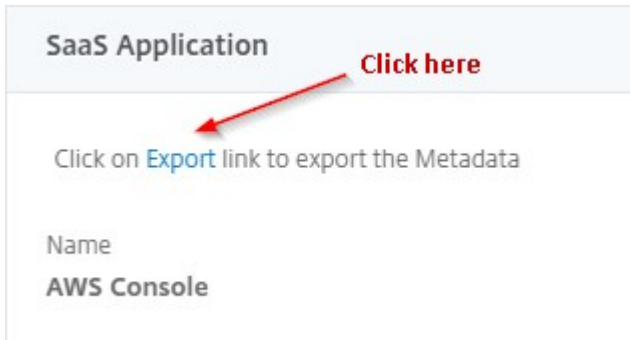 SaaS Application
Click here
Click on Export link to export the Metadata
Name
AWS Console